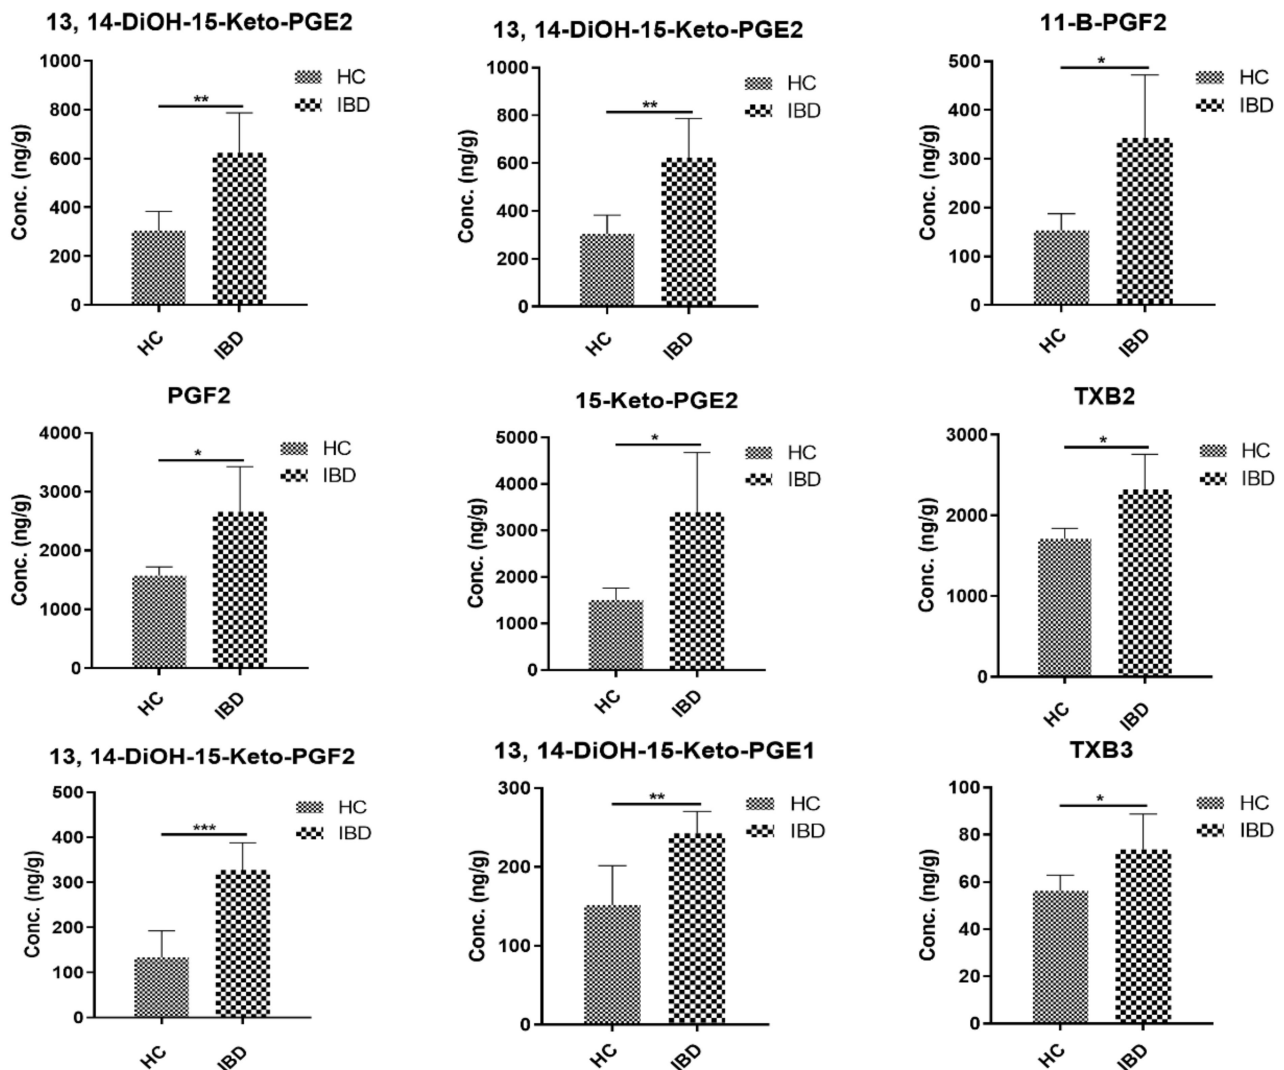 13, 14-DiOH-15-Keto-PGE2
1000
800
600
400
200
0
Conc. (ng/g)
**
HC
IBD
HC
IBD
13, 14-DiOH-15-Keto-PGE2
1000
800
600
400
200
0
Conc. (ng/g)
**
HC
IBD
HC
IBD
11-B-PGF2
500
400
300
200
100
0
Conc. (ng/g)
*
HC
IBD
HC
IBD
PGF2
4000
3000
2000
1000
0
Conc. (ng/g)
*
HC
IBD
HC
IBD
15-Keto-PGE2
5000
4000
3000
2000
1000
0
Conc. (ng/g)
*
HC
IBD
HC
IBD
TXB2
3000
2000
1000
0
Conc. (ng/g)
*
HC
IBD
HC
IBD
13, 14-DiOH-15-Keto-PGF2
500
400
300
200
100
0
Conc. (ng/g)
***
HC
IBD
HC
IBD
13, 14-DiOH-15-Keto-PGE1
300
200
100
0
Conc. (ng/g)
**
HC
IBD
HC
IBD
TXB3
100
80
60
40
20
0
Conc. (ng/g)
*
HC
IBD
HC
IBD